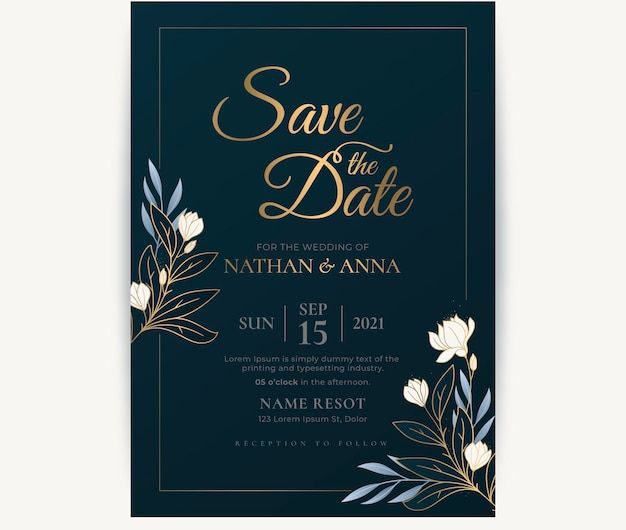 Save
the
Date
FOR THE WEDDING OF
NATHAN & ANNA
SUN SEP 15 2021
Lorem Ipsum is simply dummy text of the
printing and typesetting industry.
05 o'clock in the afternoon.
NAME RESOT
123 Lorem Ipsum st, Dolor
RECEPTION TO FOLLOW